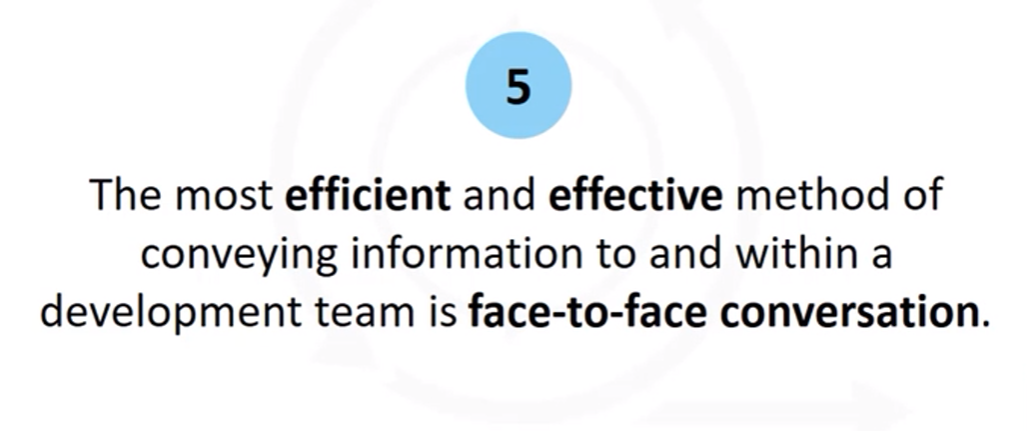 5
The most efficient and effective method of
conveying information to and within a
development team is face-to-face conversation.